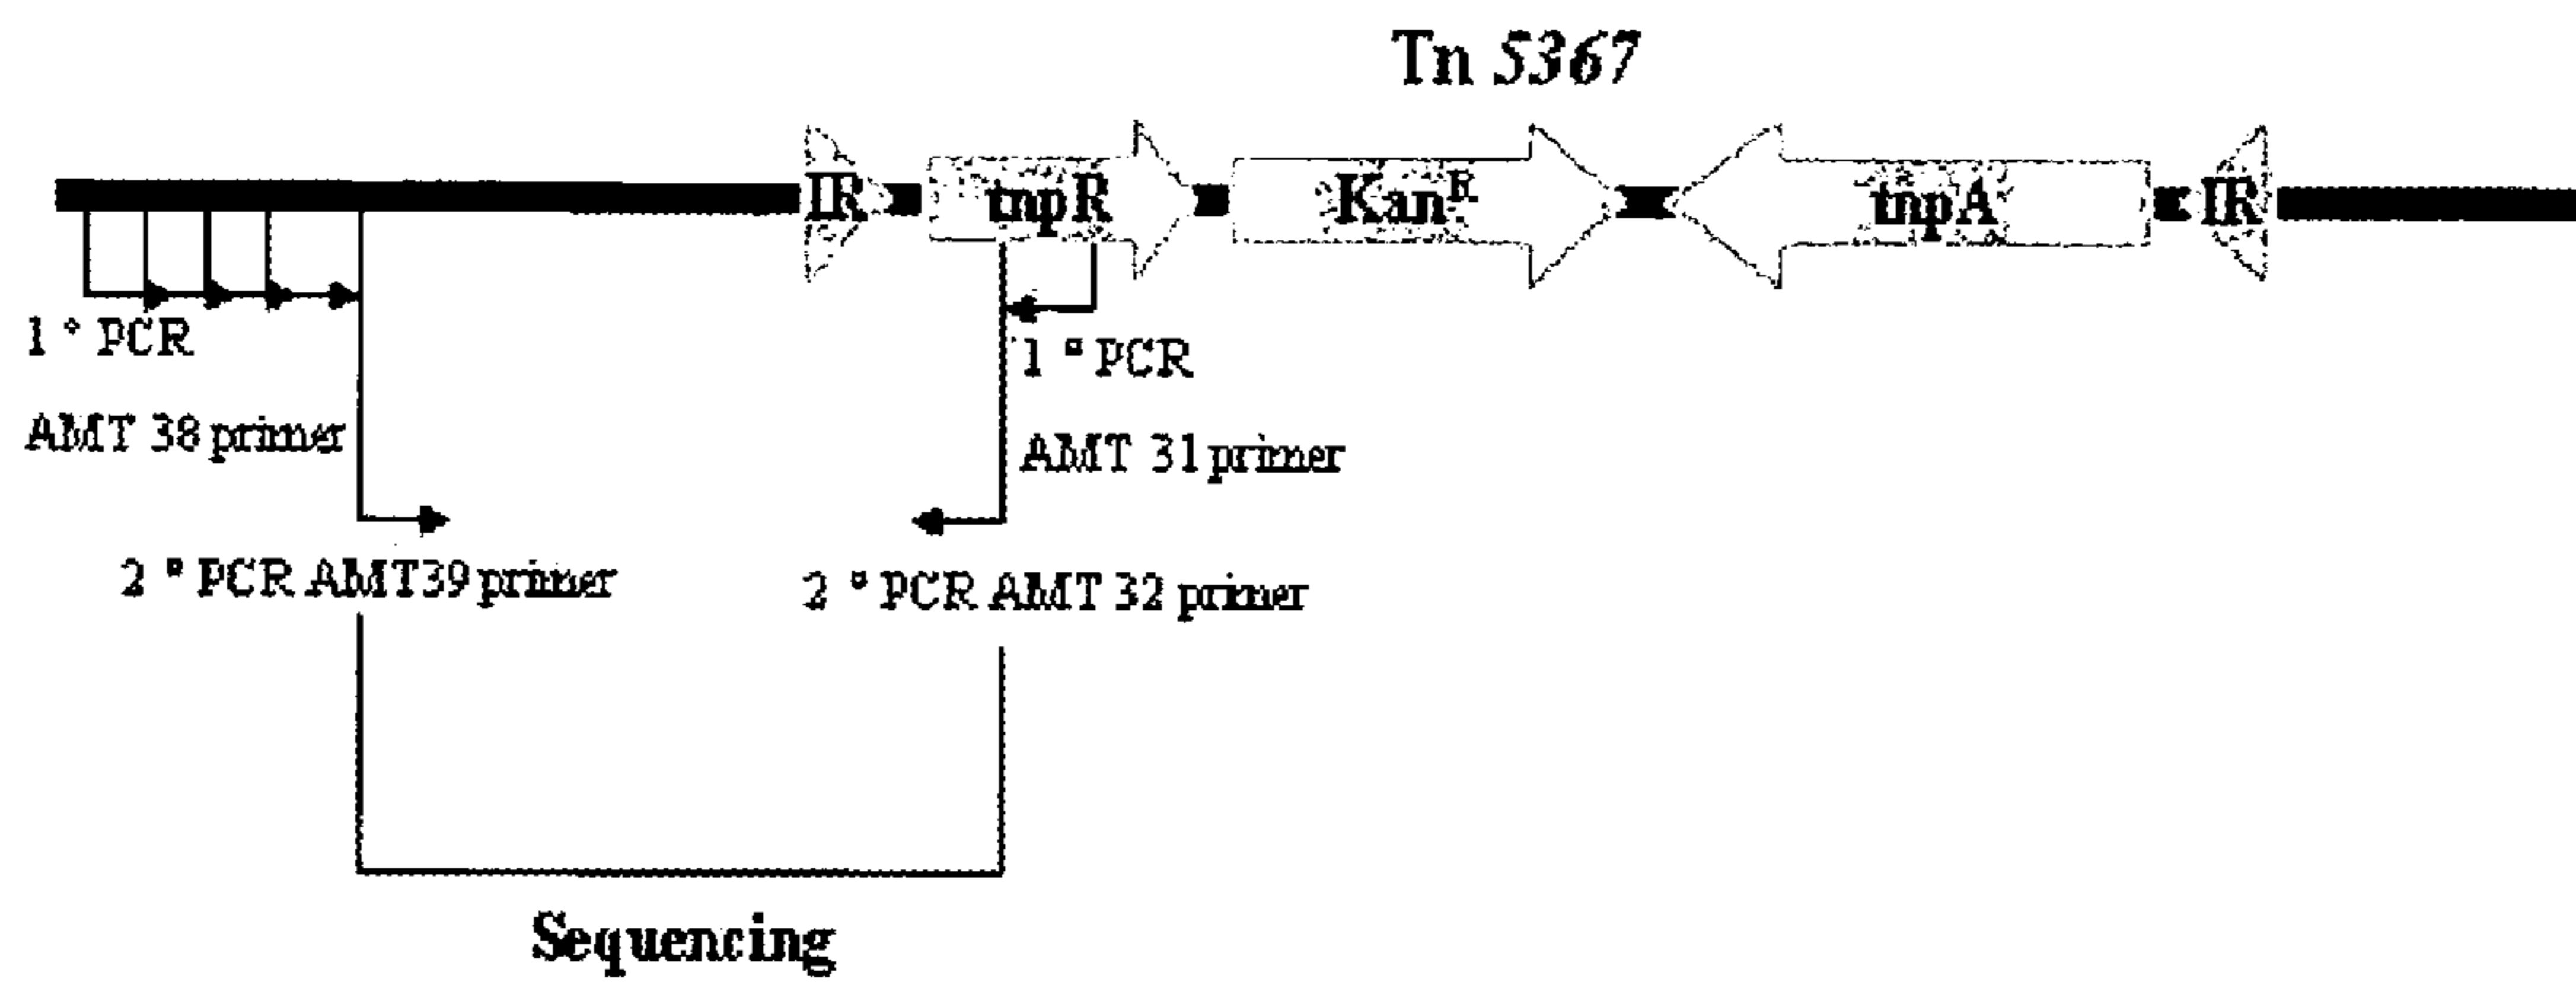 Tn 5367
IR tnpR Kan^R tnpA IR
1 ° PCR
1 ° PCR
AMT 38 primer
AMT 31 primer
2 ° PCR AMT39 primer
2 ° PCR AMT 32 primer
Sequencing